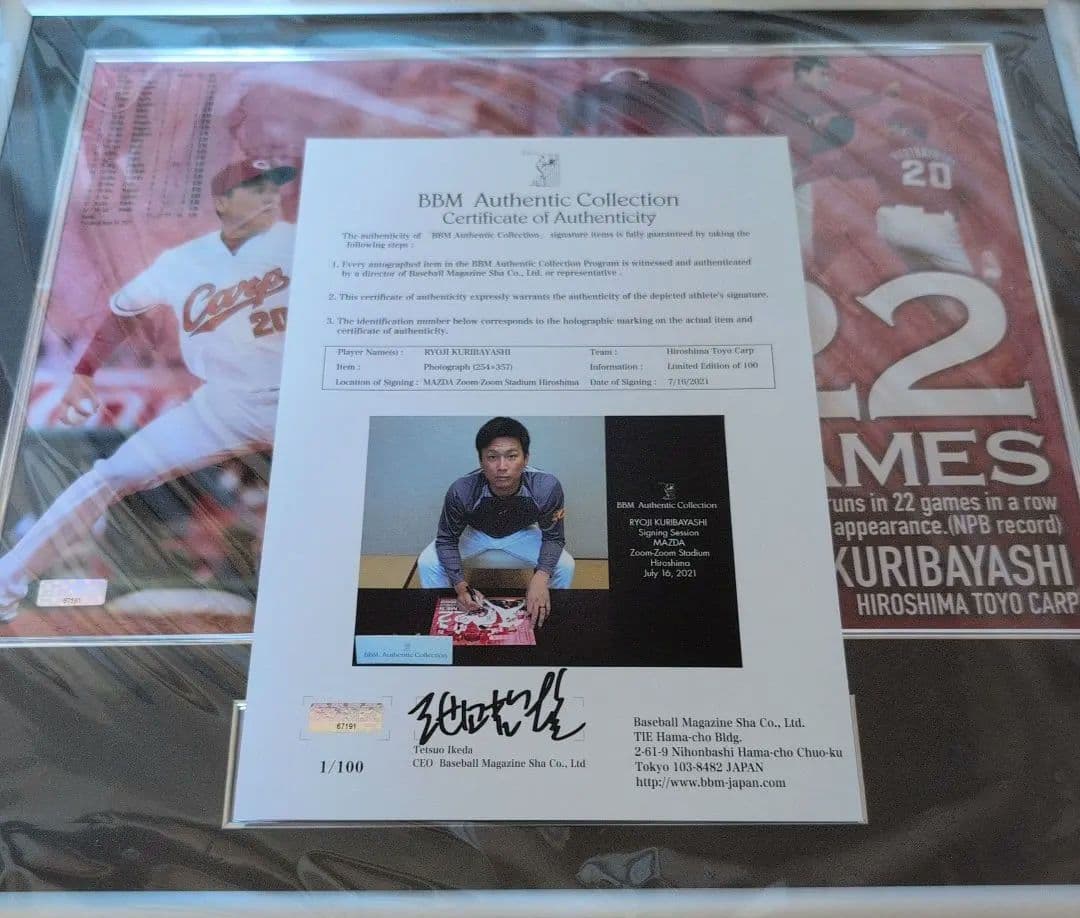 BBM Authentic Collection
Certificate of Authenticity
The authenticity of "BBM Authentic Collection" signature items is fully guaranteed by taking the
following steps :
1. Every autographed item in the BBM Authentic Collection Program is witnessed and authenticated
by a director of Baseball Magazine Sha Co., Ltd. or representative .
2. This certificate of authenticity expressly warrants the authenticity of the depicted athlete's signature.
3. The identification number below corresponds to the holographic marking on the actual item and
certificate of authenticity.
Player Name(s) : RYOJI KURIBAYASHI Team : Hiroshima Toyo Carp
Item : Photograph (254×357) Information : Limited Edition of 100
Location of Signing : MAZDA Zoom-Zoom Stadium Hiroshima Date of Signing : 7/16/2021
BBM Authentic Collection
RYOJI KURIBAYASHI
Signing Session
MAZDA
Zoom-Zoom Stadium
Hiroshima
July 16, 2021
BBM Authentic Collection
67191
1/100
Tetsuo Ikeda
CEO Baseball Magazine Sha Co., Ltd
Baseball Magazine Sha Co., Ltd.
TIE Hama-cho Bldg.
2-61-9 Nihonbashi Hama-cho Chuo-ku
Tokyo 103-8482 JAPAN
http://www.bbm-japan.com
C
Carp
20
67191
20
22
AMES
runs in 22 games in a row
appearance.(NPB record)
KURIBAYASHI
HIROSHIMA TOYO CARP